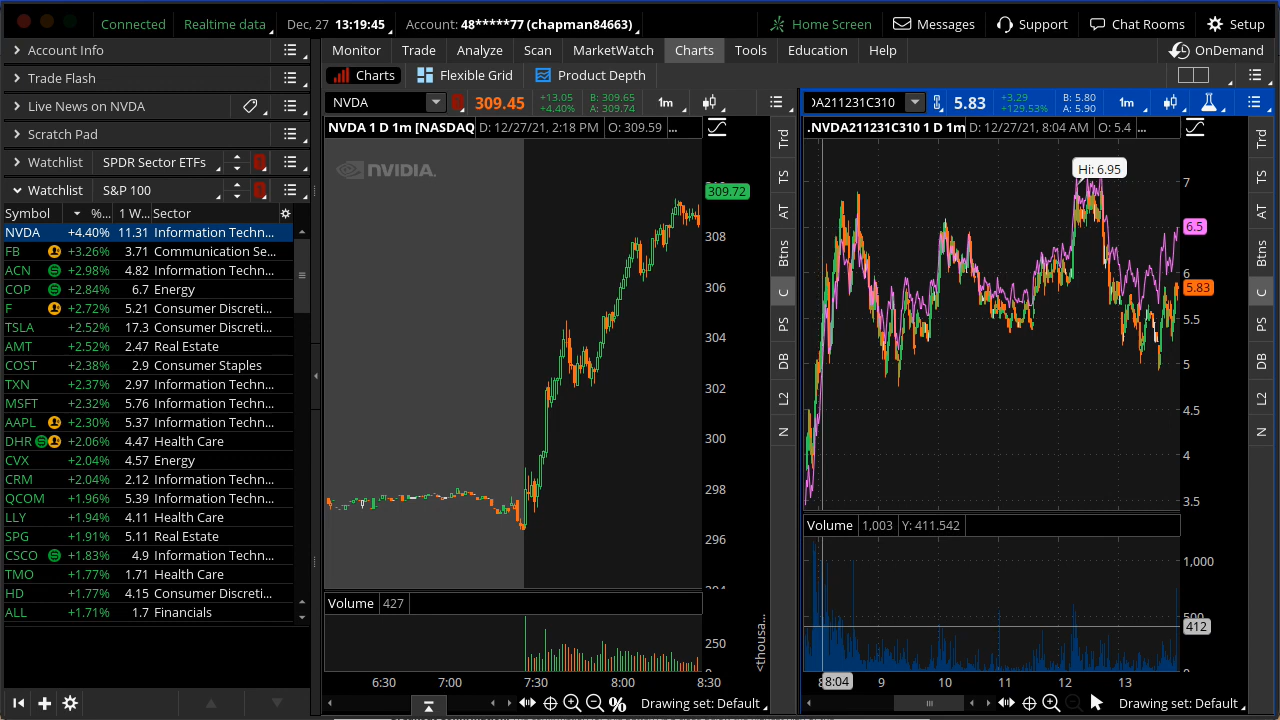 Connected Realtime data Dec, 27 13:19:45 Account: 48*****77 (chapman84663) Home Screen Messages Support Chat Rooms Setup
Account Info
Trade Flash
Live News on NVDA
Scratch Pad
Watchlist SPDR Sector ETFs
Watchlist S&P 100
Symbol %... 1 W... Sector
NVDA +4.40% 11.31 Information Techn...
FB +3.26% 3.71 Communication Se...
ACN +2.98% 4.82 Information Techn...
COP +2.84% 6.7 Energy
F +2.72% 5.21 Consumer Discreti...
TSLA +2.52% 17.3 Consumer Discreti...
AMT +2.52% 2.47 Real Estate
COST +2.38% 2.9 Consumer Staples
TXN +2.37% 2.97 Information Techn...
MSFT +2.32% 5.76 Information Techn...
AAPL +2.30% 5.37 Information Techn...
DHR +2.06% 4.47 Health Care
CVX +2.04% 4.57 Energy
CRM +2.04% 2.12 Information Techn...
QCOM +1.96% 5.39 Information Techn...
LLY +1.94% 4.11 Health Care
SPG +1.91% 5.11 Real Estate
CSCO +1.83% 4.9 Information Techn...
TMO +1.77% 1.71 Health Care
HD +1.77% 4.15 Consumer Discreti...
ALL +1.71% 1.7 Financials
Monitor Trade Analyze Scan MarketWatch Charts Tools Education Help OnDemand
Charts Flexible Grid Product Depth
NVDA 309.45 +13.05 +4.40% B: 309.65 A: 309.74 1m
NVDA 1 D 1m [NASDAQ D: 12/27/21, 2:18 PM O: 309.59 ...
NVIDIA.
309.72
308
306
304
302
300
298
296
Volume 427
250
0
<thousa...
6:30 7:00 7:30 8:00 8:30
Drawing set: Default
Trd
TS
AT
Btns
C
PS
DB
L2
N
)A211231C310 5.83 +3.29 +129.53% B: 5.80 A: 5.90 1m
.NVDA211231C310 1 D 1m D: 12/27/21, 8:04 AM O: 5.4 ...
Hi: 6.95
7
6.5
6
5.83
5.5
5
4.5
4
3.5
Volume 1,003 Y: 411.542
1,000
412
0
8:04 9 10 11 12 13
Drawing set: Default
Trd
TS
AT
Btns
C
PS
DB
L2
N